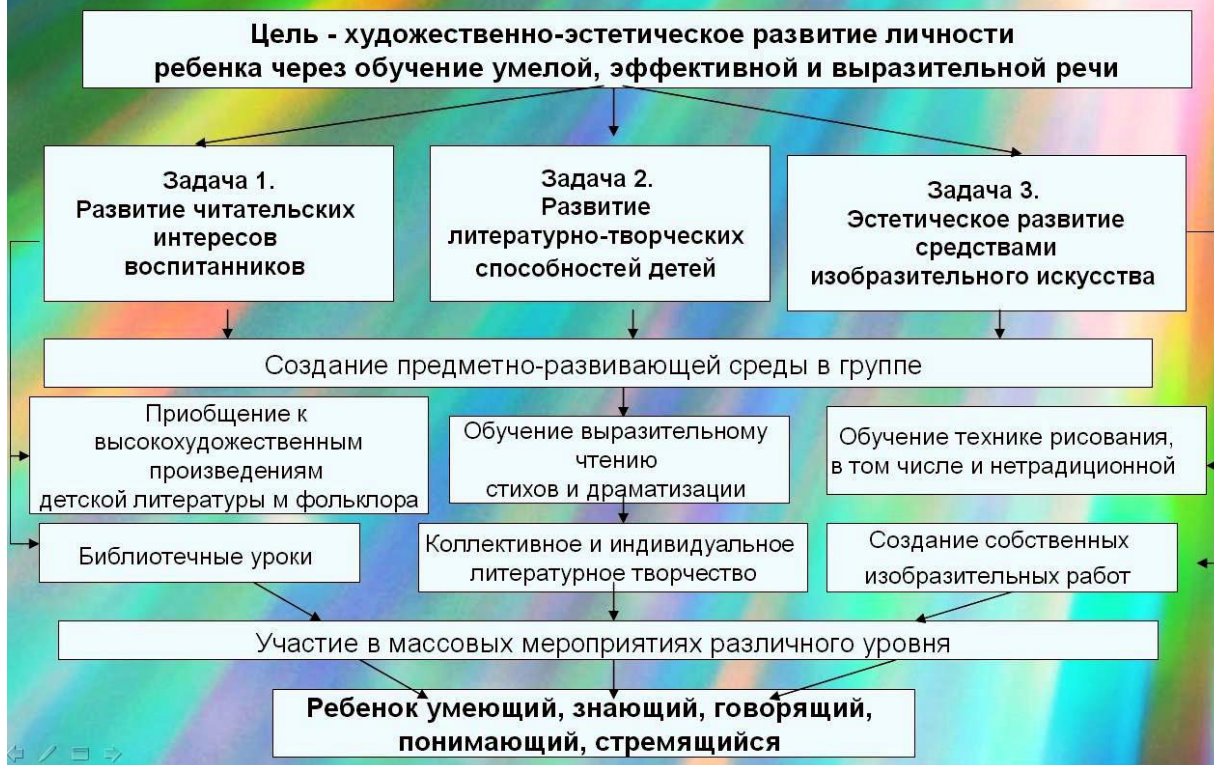 Цель - художественно-эстетическое развитие личности
ребенка через обучение умелой, эффективной и выразительной речи
Задача 1.
Развитие читательских
интересов
воспитанников
Задача 2.
Развитие
литературно-творческих
способностей детей
Задача 3.
Эстетическое развитие
средствами
изобразительного искусства
Создание предметно-развивающей среды в группе
Приобщение к
высокохудожественным
произведениям
детской литературы м фольклора
Обучение выразительному
чтению
стихов и драматизации
Обучение технике рисования,
в том числе и нетрадиционной
Библиотечные уроки
Коллективное и индивидуальное
литературное творчество
Создание собственных
изобразительных работ
Участие в массовых мероприятиях различного уровня
Ребенок умеющий, знающий, говорящий,
понимающий, стремящийся